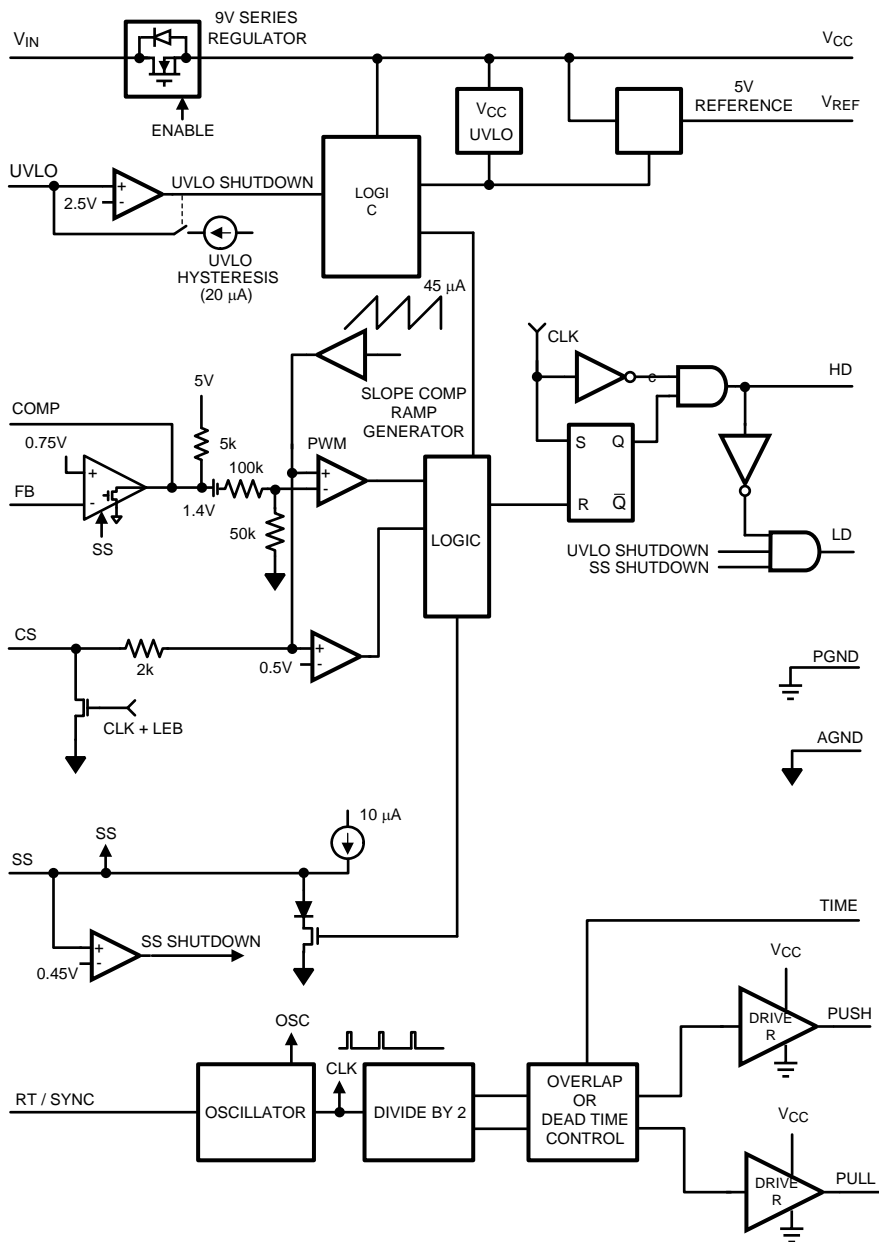 9V SERIES
REGULATOR
VIN
VCC
ENABLE
VCC
UVLO
5V
REFERENCE
VREF
UVLO
+
-
2.5V
UVLO SHUTDOWN
LOGI
C
UVLO
HYSTERESIS
(20 μA)
45 μA
SLOPE COMP
RAMP
GENERATOR
CLK
c
HD
COMP
5V
5k
0.75V
+
-
FB
SS
1.4V
100k
50k
PWM
+
-
LOGIC
S
Q
R
Q
UVLO SHUTDOWN
SS SHUTDOWN
LD
CS
2k
0.5V
+
-
CLK + LEB
PGND
AGND
10 μA
SS
SS
+
-
0.45V
SS SHUTDOWN
TIME
OSC
CLK
RT / SYNC
OSCILLATOR
DIVIDE BY 2
OVERLAP
OR
DEAD TIME
CONTROL
VCC
DRIVE
R
PUSH
VCC
DRIVE
R
PULL